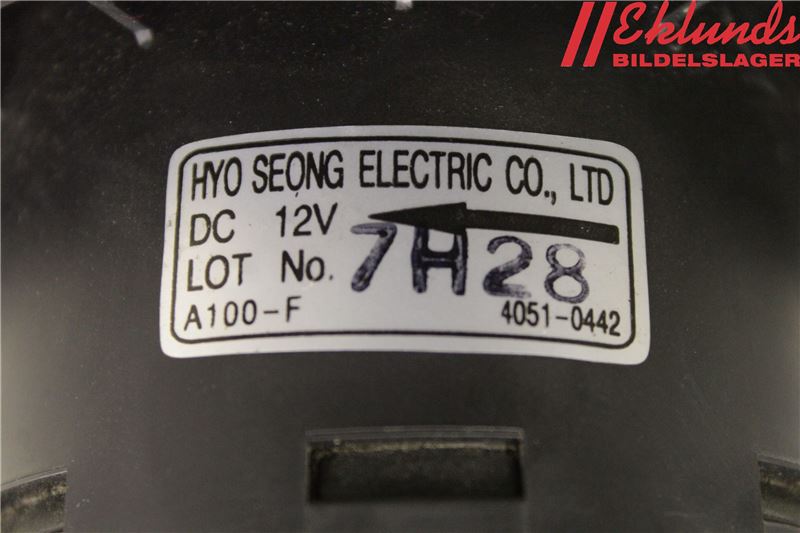 Eklunds
BILDELSLAGER
HYO SEONG ELECTRIC CO., LTD
DC 12V
LOT No. 7H28
A100-F 4051-0442